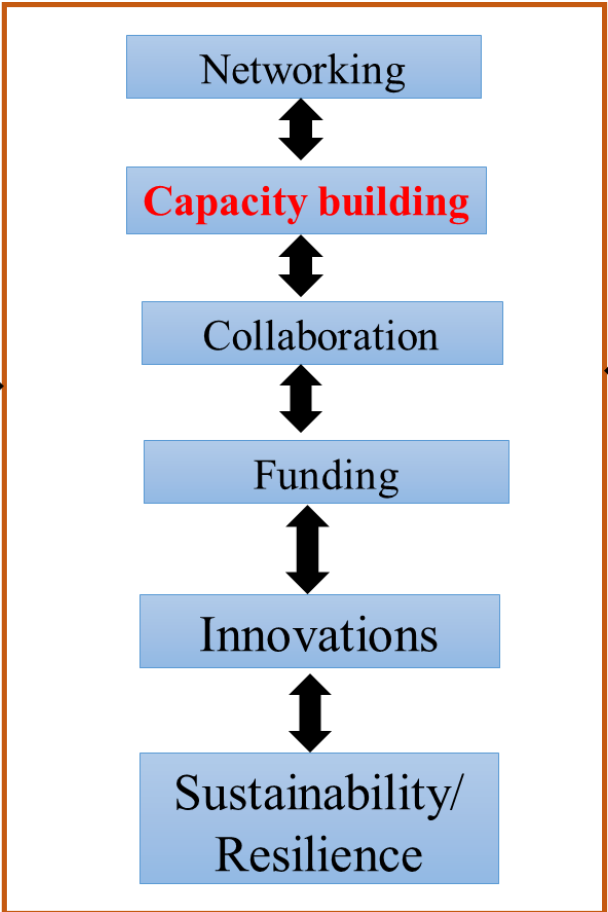 Networking
Capacity building
Collaboration
Funding
Innovations
Sustainability/
Resilience